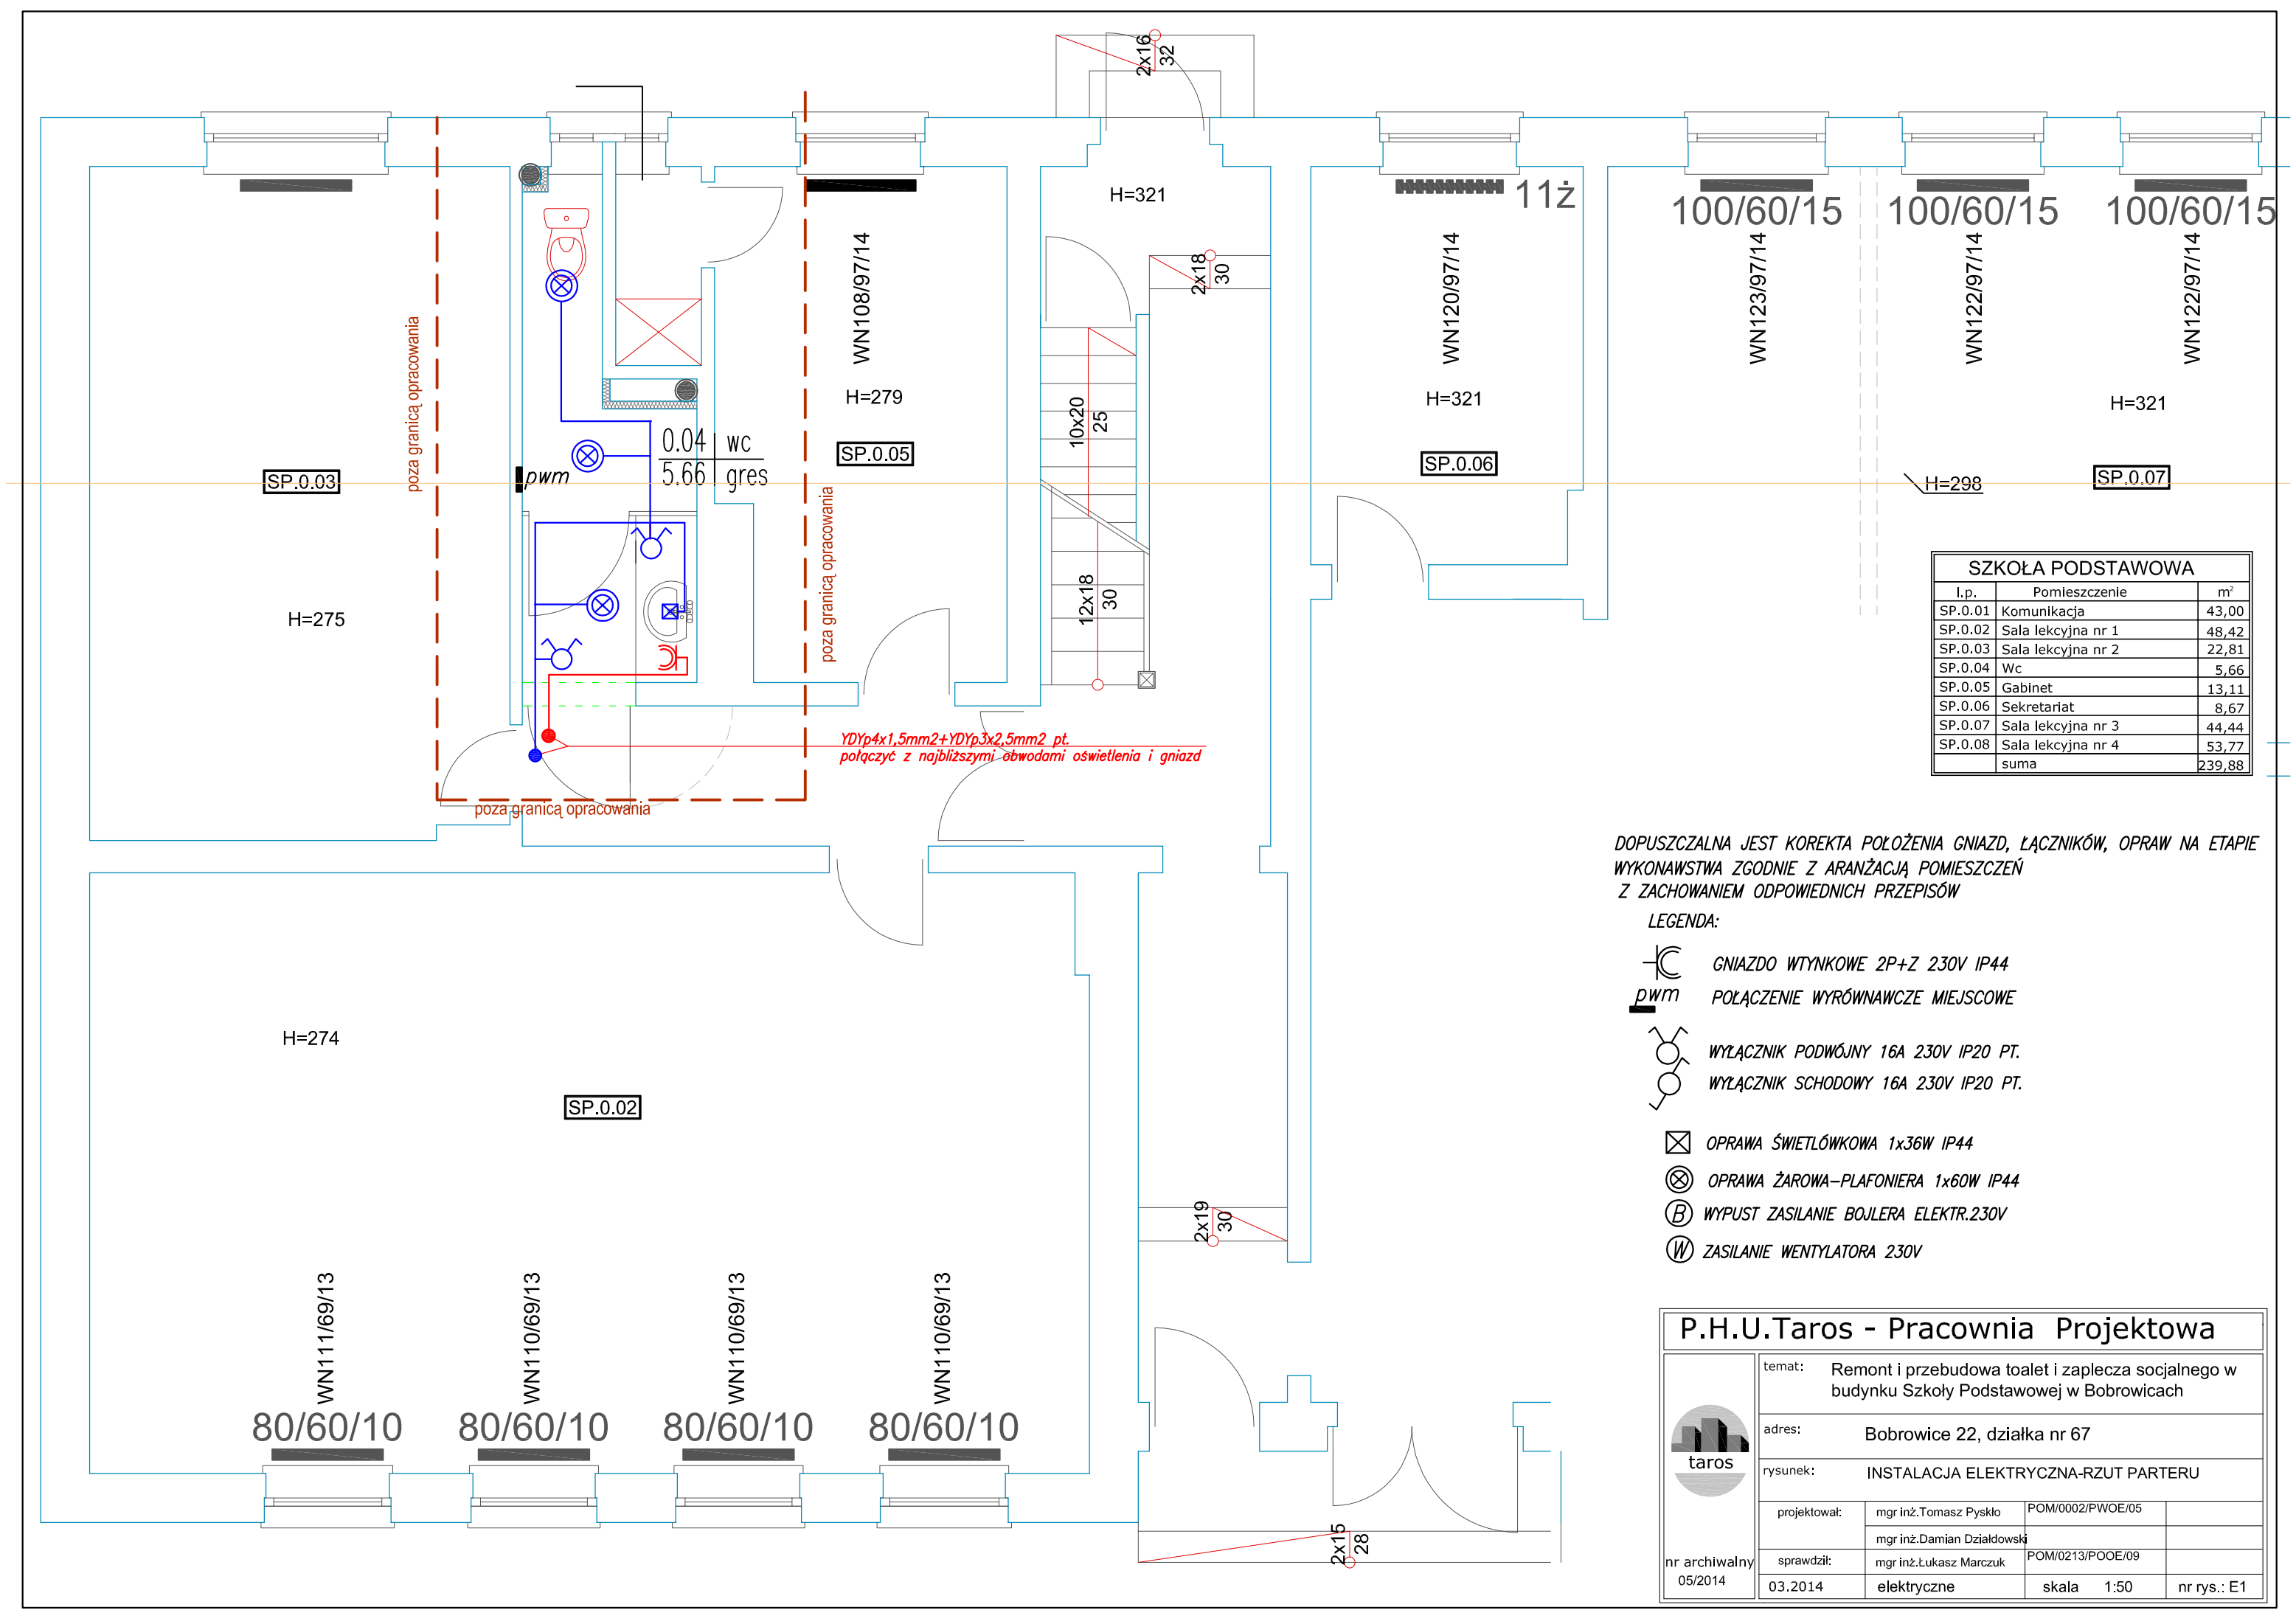 2x16
32
H=321
11ż
100/60/15
100/60/15
100/60/15
2x18
30
WN108/97/14
WN120/97/14
WN123/97/14
WN122/97/14
WN122/97/14
poza granicą opracowania
H=279
H=321
H=321
10x20
25
0.04 wc
5.66 gres
SP.0.05
SP.0.06
SP.0.03
pwm
H=298
SP.0.07
poza granicą opracowania
H=275
12x18
30
SZKOŁA PODSTAWOWA
l.p. Pomieszczenie m²
SP.0.01 Komunikacja 43,00
SP.0.02 Sala lekcyjna nr 1 48,42
SP.0.03 Sala lekcyjna nr 2 22,81
SP.0.04 Wc 5,66
SP.0.05 Gabinet 13,11
SP.0.06 Sekretariat 8,67
SP.0.07 Sala lekcyjna nr 3 44,44
SP.0.08 Sala lekcyjna nr 4 53,77
suma 239,88
YDYp4x1,5mm2+YDYp3x2,5mm2 pt.
połączyć z najbliższymi obwodami oświetlenia i gniazd
poza granicą opracowania
DOPUSZCZALNA JEST KOREKTA POŁOŻENIA GNIAZD, ŁĄCZNIKÓW, OPRAW NA ETAPIE
WYKONAWSTWA ZGODNIE Z ARANŻACJĄ POMIESZCZEŃ
Z ZACHOWANIEM ODPOWIEDNICH PRZEPISÓW
LEGENDA:
GNIAZDO WTYNKOWE 2P+Z 230V IP44
pwm POŁĄCZENIE WYRÓWNAWCZE MIEJSCOWE
WYŁĄCZNIK PODWÓJNY 16A 230V IP20 PT.
WYŁĄCZNIK SCHODOWY 16A 230V IP20 PT.
OPRAWA ŚWIETLÓWKOWA 1x36W IP44
OPRAWA ŻAROWA-PLAFONIERA 1x60W IP44
B WYPUST ZASILANIE BOJLERA ELEKTR.230V
W ZASILANIE WENTYLATORA 230V
H=274
SP.0.02
2x19
30
WN111/69/13
WN110/69/13
WN110/69/13
WN110/69/13
80/60/10
80/60/10
80/60/10
80/60/10
2x15
28
P.H.U.Taros - Pracownia Projektowa
temat: Remont i przebudowa toalet i zaplecza socjalnego w
budynku Szkoły Podstawowej w Bobrowicach
adres: Bobrowice 22, działka nr 67
taros
rysunek: INSTALACJA ELEKTRYCZNA-RZUT PARTERU
projektował: mgr inż.Tomasz Pyskło POM/0002/PWOE/05
mgr inż.Damian Działdowski
sprawdził: mgr inż.Łukasz Marczuk POM/0213/POOE/09
nr archiwalny
05/2014
03.2014 elektryczne skala 1:50 nr rys.: E1